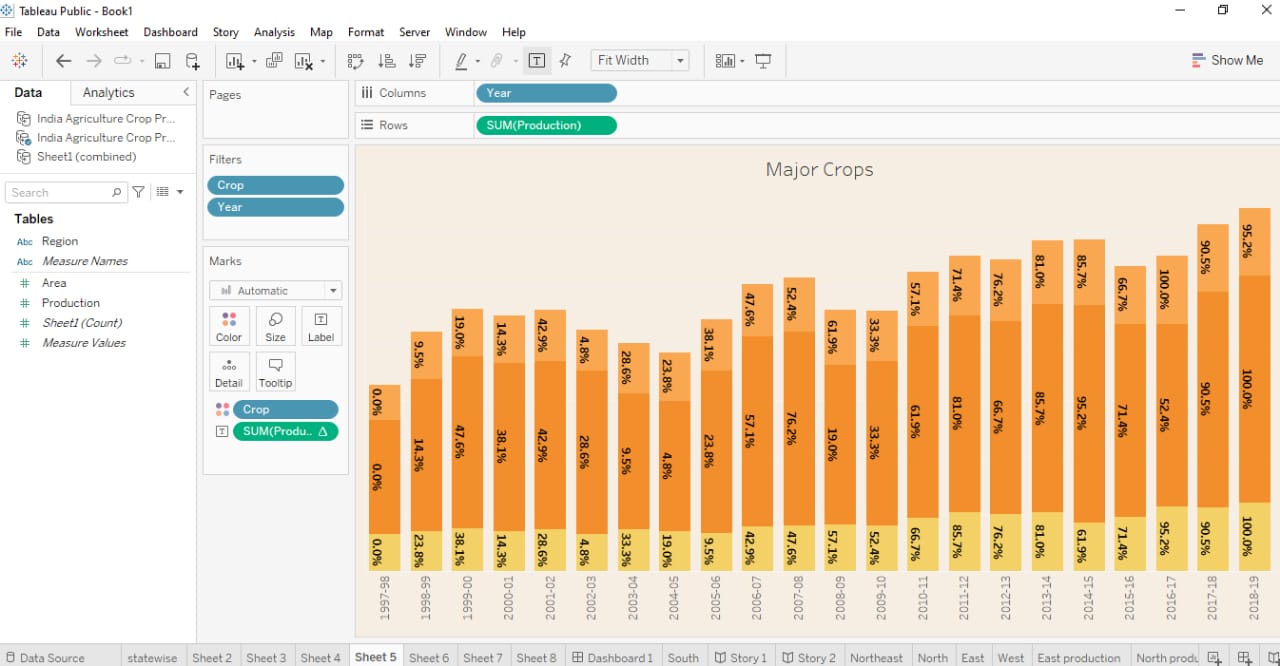 Tableau Public - Book1
File Data Worksheet Dashboard Story Analysis Map Format Server Window Help
T Fit Width Show Me
Data Analytics
India Agriculture Crop Pr...
India Agriculture Crop Pr...
Sheet1 (combined)
Search
Tables
Abc Region
Abc Measure Names
# Area
# Production
# Sheet1 (Count)
# Measure Values
Pages
Filters
Crop
Year
Marks
Automatic
Color Size T Label
Detail Tooltip
Crop
T SUM(Produ.. Δ
Columns Year
Rows SUM(Production)
Major Crops
0.0% 9.5% 19.0% 14.3% 42.9% 4.8% 28.6% 23.8% 38.1% 47.6% 52.4% 61.9% 33.3% 57.1% 71.4% 76.2% 81.0% 85.7% 66.7% 100.0% 90.5% 95.2%
0.0% 14.3% 47.6% 38.1% 42.9% 28.6% 9.5% 4.8% 23.8% 57.1% 76.2% 19.0% 33.3% 61.9% 81.0% 66.7% 85.7% 95.2% 71.4% 52.4% 90.5% 100.0%
0.0% 23.8% 38.1% 14.3% 28.6% 4.8% 33.3% 19.0% 9.5% 42.9% 47.6% 57.1% 52.4% 66.7% 85.7% 76.2% 81.0% 61.9% 71.4% 95.2% 90.5% 100.0%
1997-98 1998-99 1999-00 2000-01 2001-02 2002-03 2003-04 2004-05 2005-06 2006-07 2007-08 2008-09 2009-10 2010-11 2011-12 2012-13 2013-14 2014-15 2015-16 2016-17 2017-18 2018-19
Data Source statewise Sheet 2 Sheet 3 Sheet 4 Sheet 5 Sheet 6 Sheet 7 Sheet 8 Dashboard 1 South Story 1 Story 2 Northeast North East West East production North produ